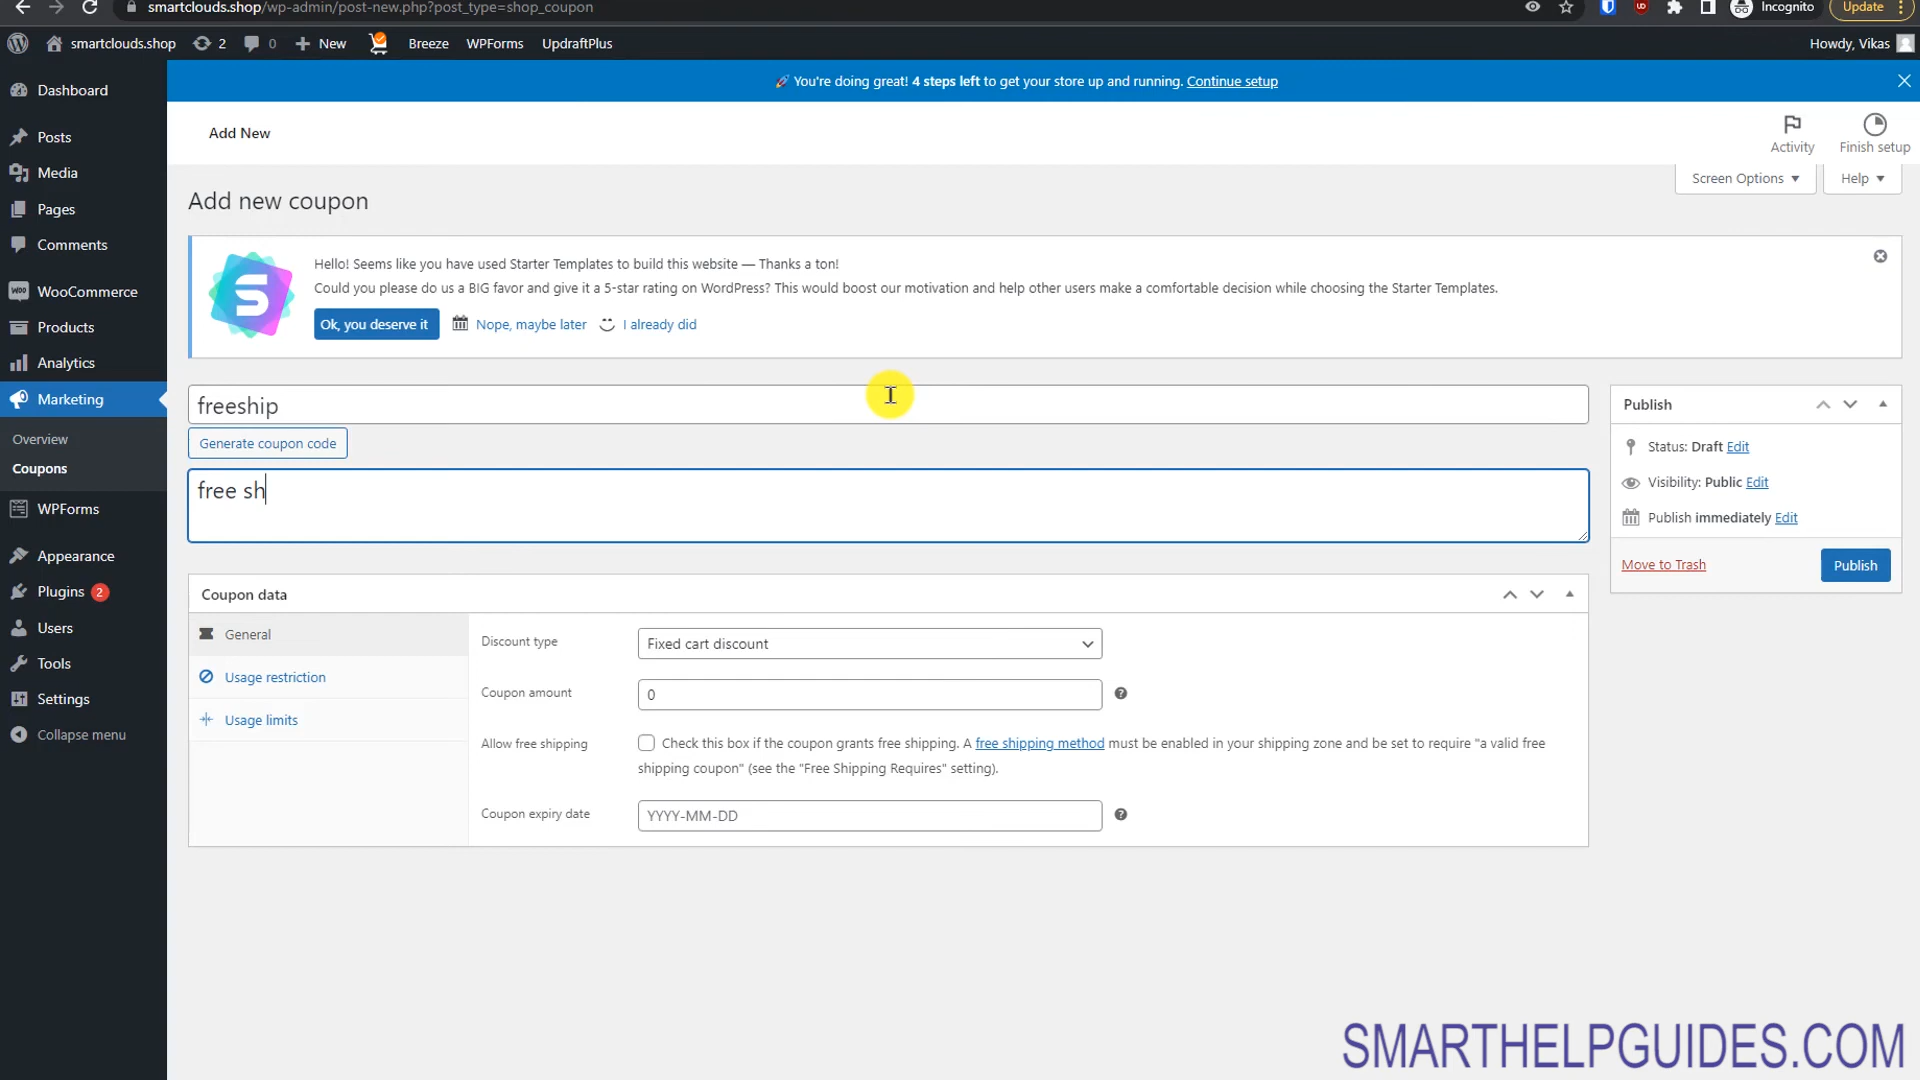 smartclouds.shop/wp-admin/post-new.php?post_type=shop_coupon
Incognito
Update
smartclouds.shop
2
0
New
Breeze
WPForms
UpdraftPlus
Howdy, Vikas
Dashboard
Posts
Media
Pages
Comments
WooCommerce
Products
Analytics
Marketing
Overview
Coupons
WPForms
Appearance
Plugins 2
Users
Tools
Settings
Collapse menu
🚀 You're doing great! 4 steps left to get your store up and running. Continue setup
Add New
Activity
Finish setup
Screen Options
Help
Add new coupon
Hello! Seems like you have used Starter Templates to build this website — Thanks a ton!
Could you please do us a BIG favor and give it a 5-star rating on WordPress? This would boost our motivation and help other users make a comfortable decision while choosing the Starter Templates.
Ok, you deserve it
Nope, maybe later
I already did
freeship
Generate coupon code
free sh
Publish
Status: Draft Edit
Visibility: Public Edit
Publish immediately Edit
Move to Trash
Publish
Coupon data
General
Usage restriction
Usage limits
Discount type
Fixed cart discount
Coupon amount
0
Allow free shipping
Check this box if the coupon grants free shipping. A free shipping method must be enabled in your shipping zone and be set to require "a valid free
shipping coupon" (see the "Free Shipping Requires" setting).
Coupon expiry date
YYYY-MM-DD
SMARTHELPGUIDES.COM